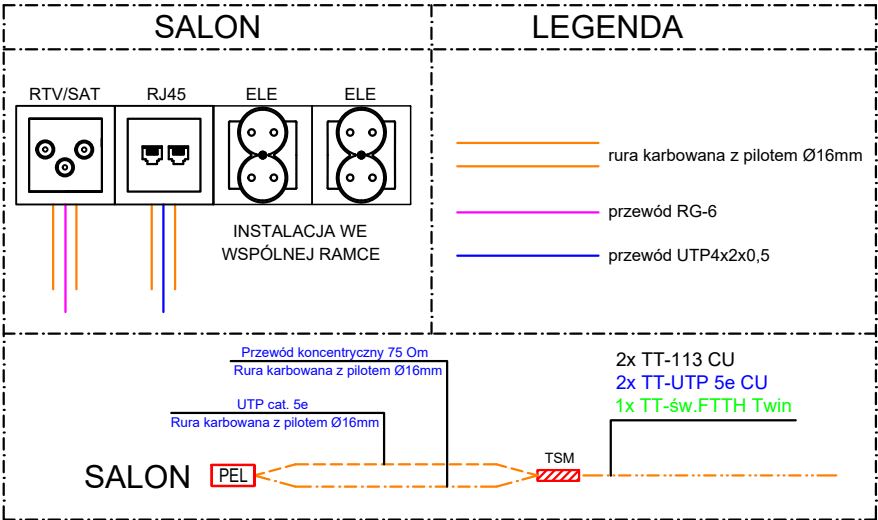 SALON
LEGENDA
RTV/SAT
RJ45
ELE
ELE
INSTALACJA WE
WSPÓLNEJ RAMCE
rura karbowana z pilotem Ø16mm
przewód RG-6
przewód UTP4x2x0,5
Przewód koncentryczny 75 Om
Rura karbowana z pilotem Ø16mm
UTP cat. 5e
Rura karbowana z pilotem Ø16mm
2x TT-113 CU
2x TT-UTP 5e CU
1x TT-św.FTTH Twin
SALON
PEL
TSM